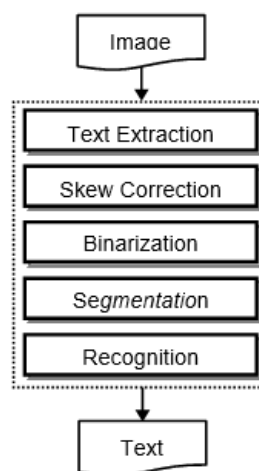 Image
Text Extraction
Skew Correction
Binarization
Segmentation
Recognition
Text